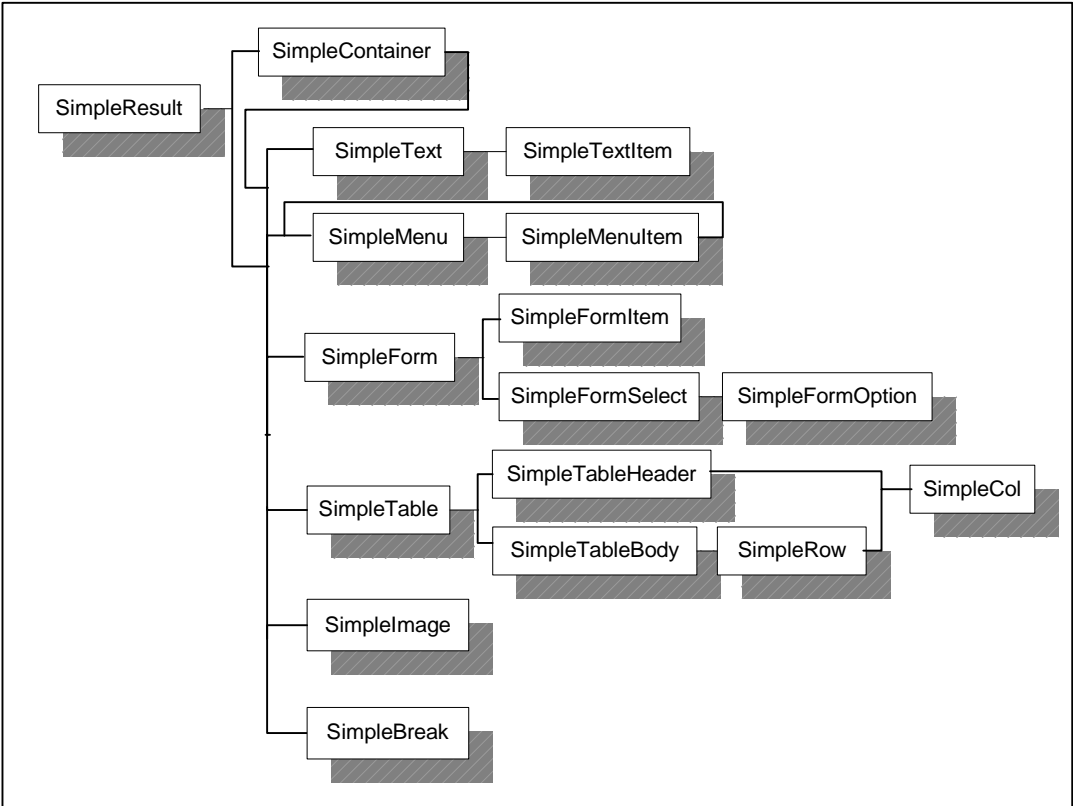 SimpleContainer
SimpleResult
SimpleText
SimpleTextItem
SimpleMenu
SimpleMenuItem
SimpleFormItem
SimpleForm
SimpleFormSelect
SimpleFormOption
SimpleTableHeader
SimpleCol
SimpleTable
SimpleTableBody
SimpleRow
SimpleImage
SimpleBreak